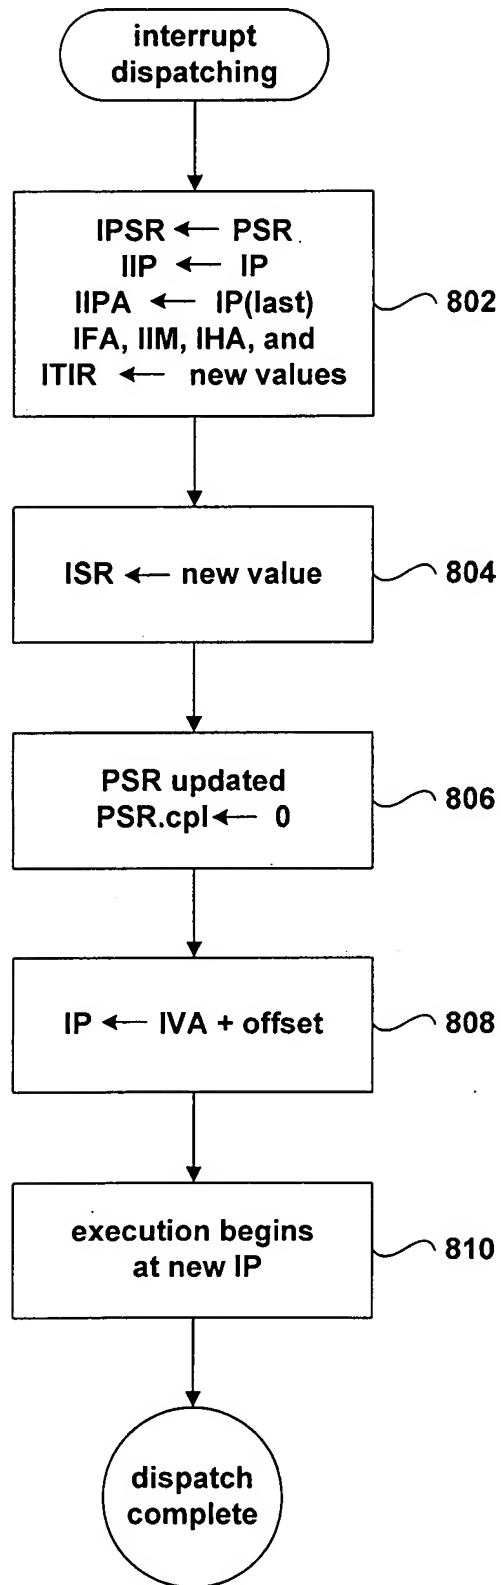 interrupt
dispatching
IPSR ← PSR
IIP ← IP
IIPA ← IP(last)
IFA, IIM, IHA, and
ITIR ← new values
802
ISR ← new value
804
PSR updated
PSR.cpl ← 0
806
IP ← IVA + offset
808
execution begins
at new IP
810
dispatch
complete